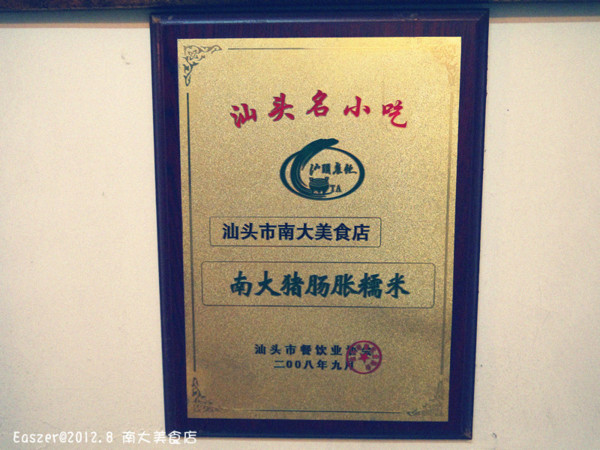 汕头名小吃
汕头市南大美食店
南大猪肠胀糯米
汕头市餐饮业协会
二〇〇八年九月
Easzer@2012.8 南大美食店